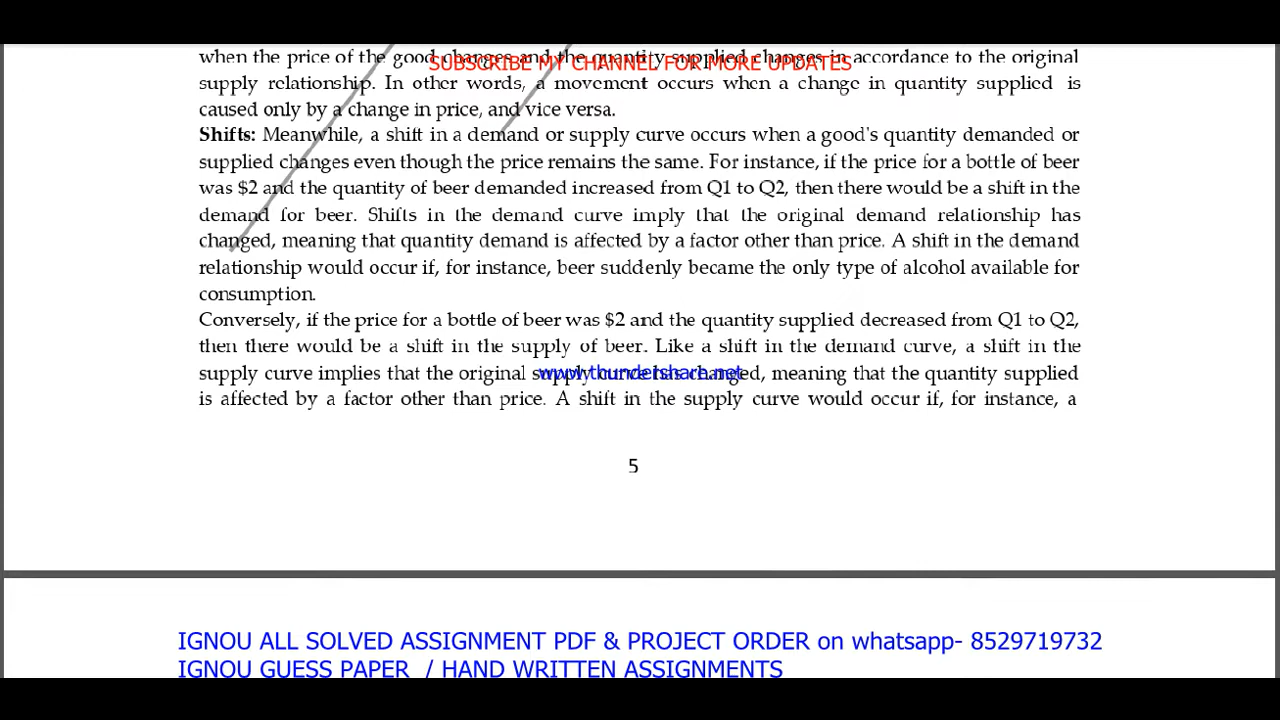 when the price of the good changes and the quantity supplied changes in accordance to the original
SUBSCRIBE MY CHANNEL FOR MORE UPDATES
supply relationship. In other words, a movement occurs when a change in quantity supplied is
caused only by a change in price, and vice versa.
Shifts: Meanwhile, a shift in a demand or supply curve occurs when a good's quantity demanded or
supplied changes even though the price remains the same. For instance, if the price for a bottle of beer
was $2 and the quantity of beer demanded increased from Q1 to Q2, then there would be a shift in the
demand for beer. Shifts in the demand curve imply that the original demand relationship has
changed, meaning that quantity demand is affected by a factor other than price. A shift in the demand
relationship would occur if, for instance, beer suddenly became the only type of alcohol available for
consumption.
Conversely, if the price for a bottle of beer was $2 and the quantity supplied decreased from Q1 to Q2,
then there would be a shift in the supply of beer. Like a shift in the demand curve, a shift in the
supply curve implies that the original supply curve has changed, meaning that the quantity supplied
www.thundershare.net
is affected by a factor other than price. A shift in the supply curve would occur if, for instance, a
5
IGNOU ALL SOLVED ASSIGNMENT PDF & PROJECT ORDER on whatsapp- 8529719732
IGNOU GUESS PAPER / HAND WRITTEN ASSIGNMENTS